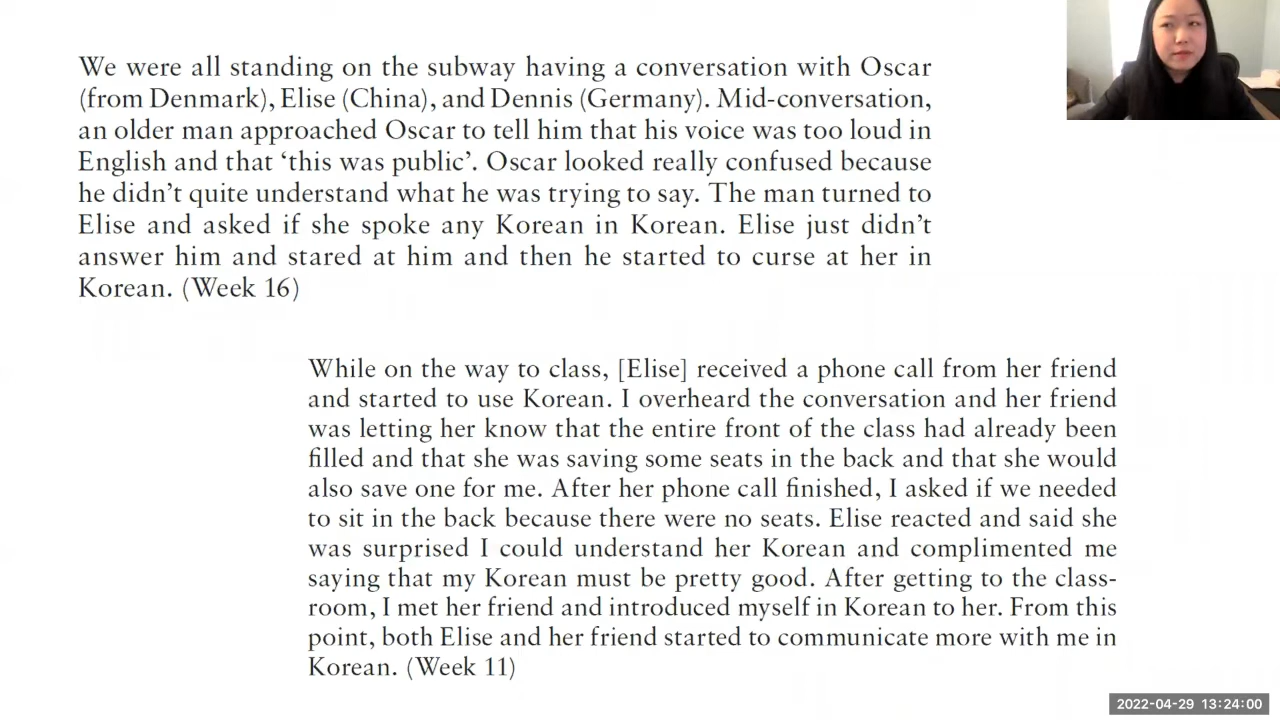 We were all standing on the subway having a conversation with Oscar
(from Denmark), Elise (China), and Dennis (Germany). Mid-conversation,
an older man approached Oscar to tell him that his voice was too loud in
English and that ‘this was public’. Oscar looked really confused because
he didn’t quite understand what he was trying to say. The man turned to
Elise and asked if she spoke any Korean in Korean. Elise just didn’t
answer him and stared at him and then he started to curse at her in
Korean. (Week 16)
While on the way to class, [Elise] received a phone call from her friend
and started to use Korean. I overheard the conversation and her friend
was letting her know that the entire front of the class had already been
filled and that she was saving some seats in the back and that she would
also save one for me. After her phone call finished, I asked if we needed
to sit in the back because there were no seats. Elise reacted and said she
was surprised I could understand her Korean and complimented me
saying that my Korean must be pretty good. After getting to the class-
room, I met her friend and introduced myself in Korean to her. From this
point, both Elise and her friend started to communicate more with me in
Korean. (Week 11)
2022-04-29 13:24:00